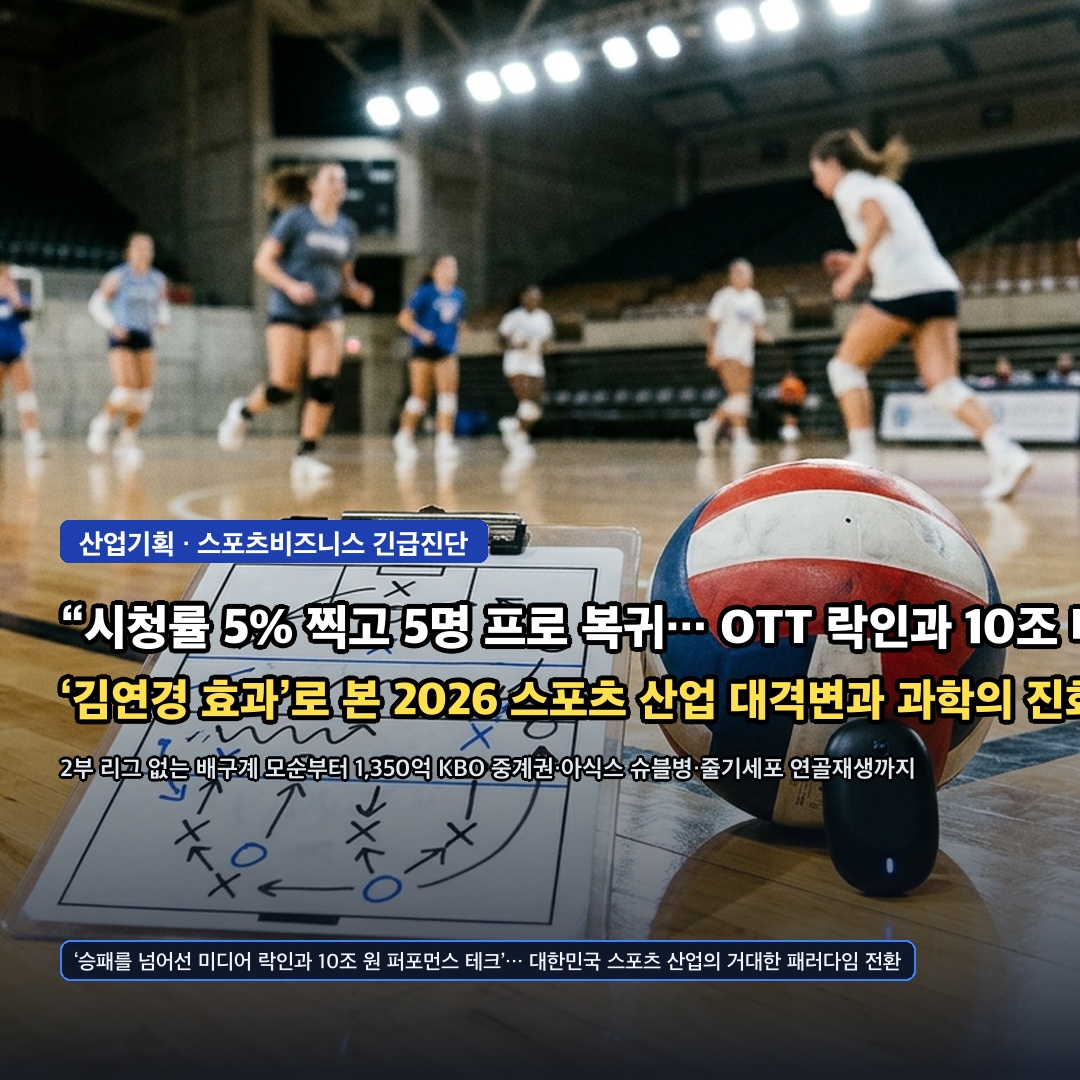 산업기획 · 스포츠비즈니스 긴급진단
“시청률 5% 찍고 5명 프로 복귀… OTT 락인과 10조
‘김연경 효과’로 본 2026 스포츠 산업 대격변과 과학의 진화
2부 리그 없는 배구계 모순부터 1,350억 KBO 중계권·아식스 슈블병·줄기세포 연골재생까지
‘승패를 넘어선 미디어 락인과 10조 원 퍼포먼스 테크’… 대한민국 스포츠 산업의 거대한 패러다임 전환